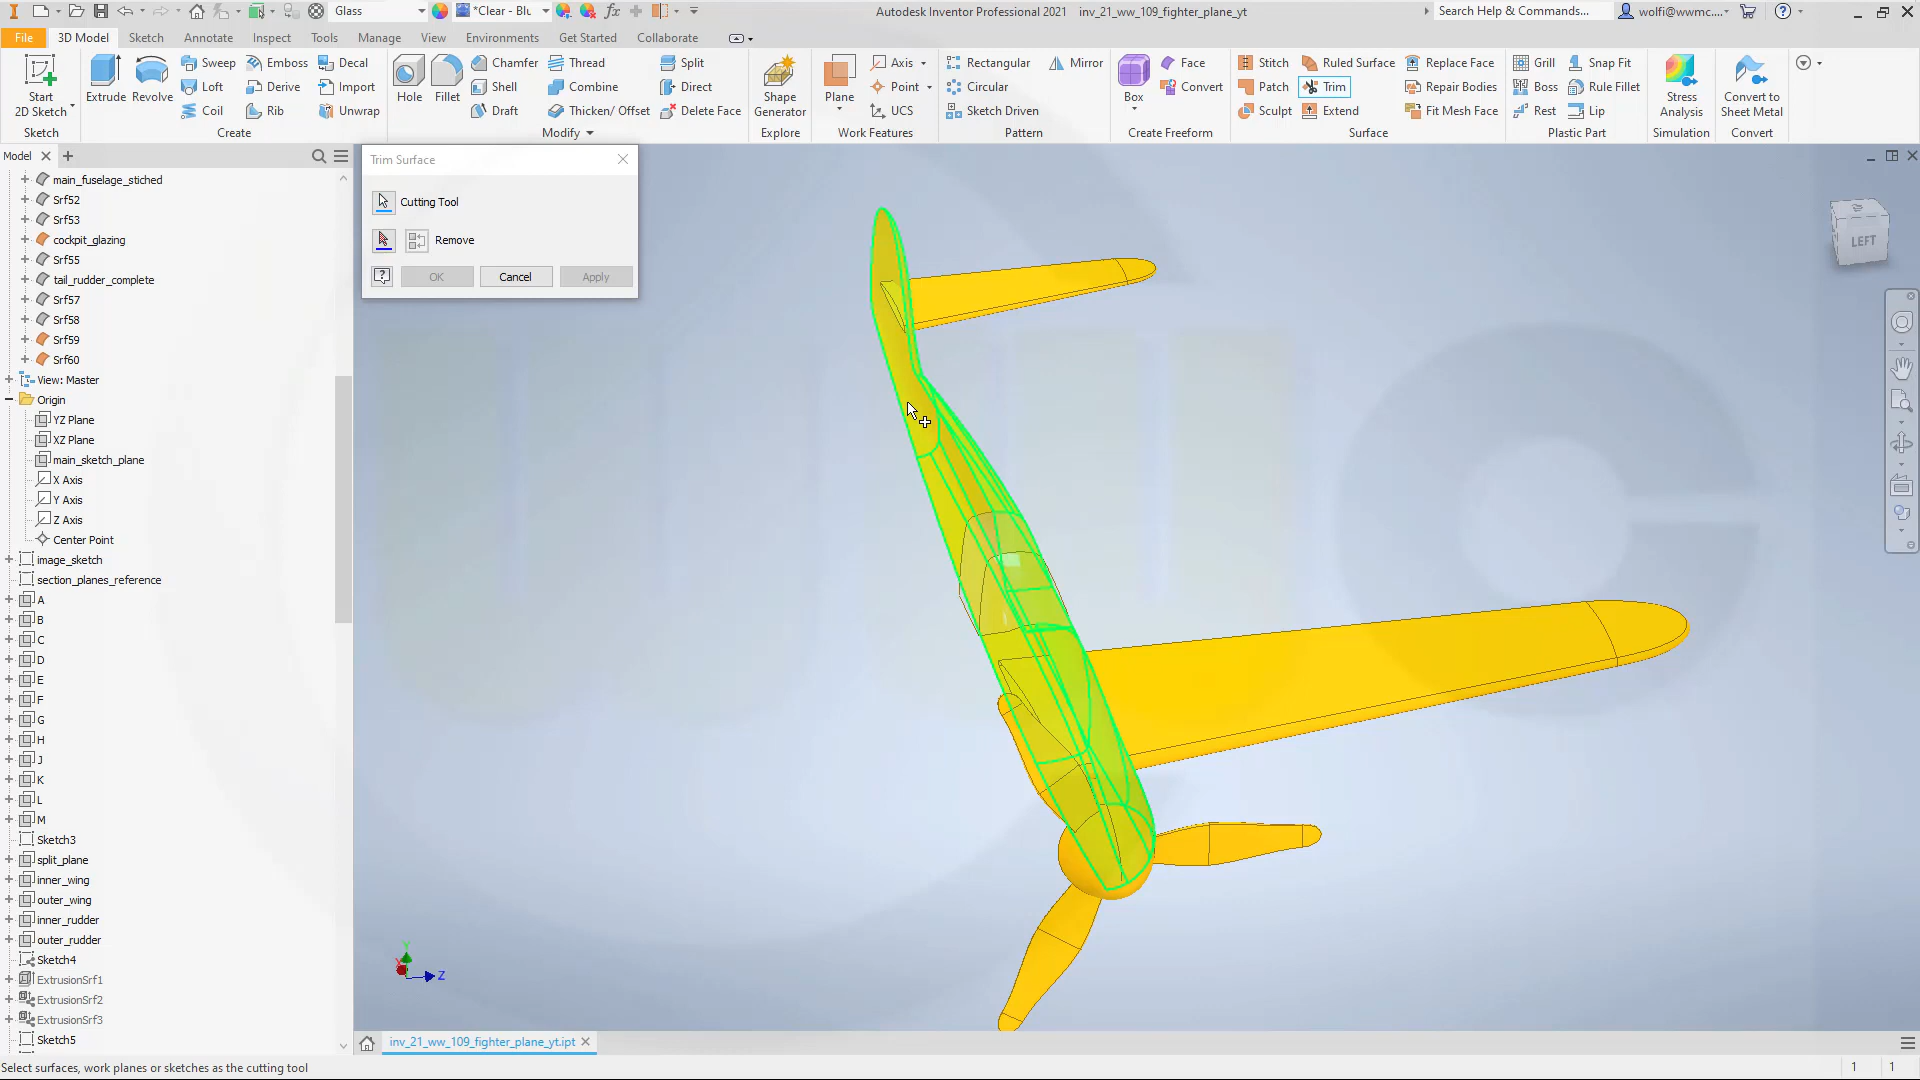 Glass
*Clear - Blu
fx
Autodesk Inventor Professional 2021 inv_21_ww_109_fighter_plane_yt
Search Help & Commands...
wolfi@wwmc....
File
3D Model
Sketch
Annotate
Inspect
Tools
Manage
View
Environments
Get Started
Collaborate
Start
2D Sketch
Sketch
Extrude
Revolve
Sweep
Emboss
Decal
Loft
Derive
Import
Coil
Rib
Unwrap
Create
Hole
Fillet
Chamfer
Thread
Split
Shell
Combine
Direct
Draft
Thicken/ Offset
Delete Face
Modify
Shape
Generator
Explore
Plane
Axis
Point
UCS
Work Features
Rectangular
Mirror
Circular
Sketch Driven
Pattern
Box
Face
Convert
Create Freeform
Stitch
Ruled Surface
Replace Face
Patch
Trim
Repair Bodies
Sculpt
Extend
Fit Mesh Face
Surface
Grill
Snap Fit
Boss
Rule Fillet
Rest
Lip
Plastic Part
Stress
Analysis
Simulation
Convert to
Sheet Metal
Convert
Model
main_fuselage_stiched
Srf52
Srf53
cockpit_glazing
Srf55
tail_rudder_complete
Srf57
Srf58
Srf59
Srf60
View: Master
Origin
YZ Plane
XZ Plane
main_sketch_plane
X Axis
Y Axis
Z Axis
Center Point
image_sketch
section_planes_reference
A
B
C
D
E
F
G
H
J
K
L
M
Sketch3
split_plane
inner_wing
outer_wing
inner_rudder
outer_rudder
Sketch4
ExtrusionSrf1
ExtrusionSrf2
ExtrusionSrf3
Sketch5
Trim Surface
Cutting Tool
Remove
OK
Cancel
Apply
LEFT
Y
X
Z
inv_21_ww_109_fighter_plane_yt.ipt
Select surfaces, work planes or sketches as the cutting tool
1
1